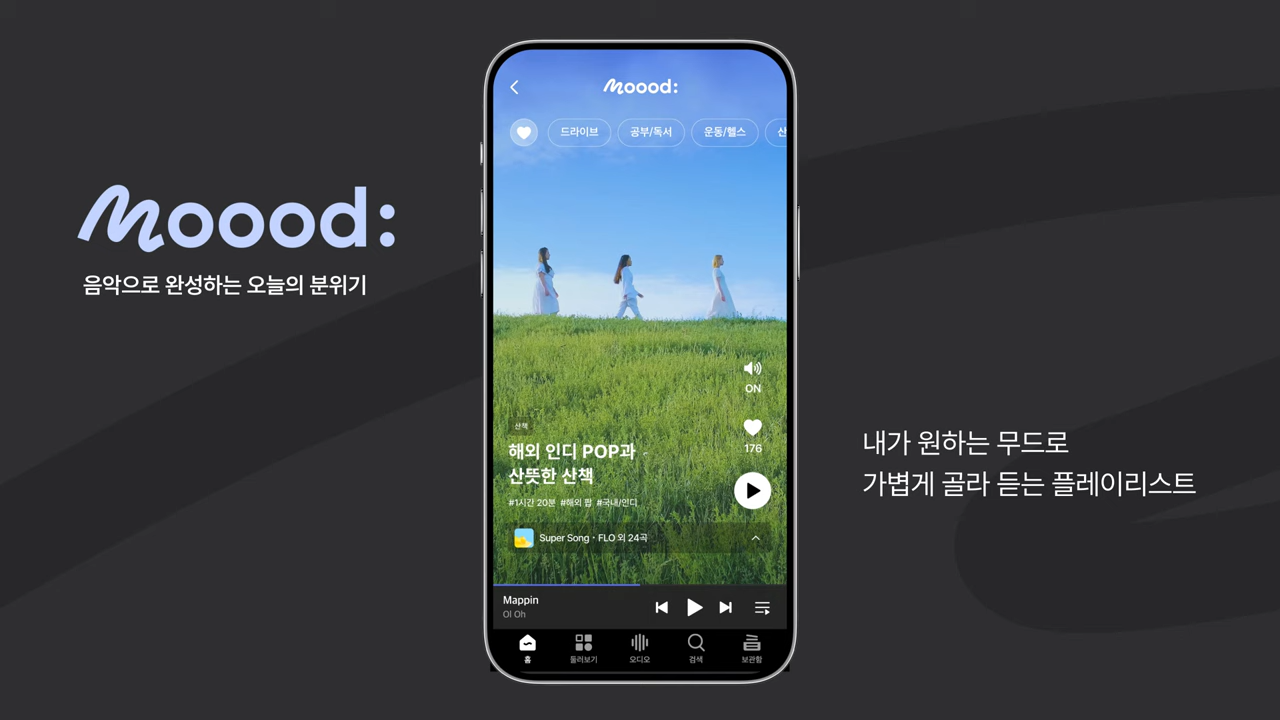 Moood:
음악으로 완성하는 오늘의 분위기
Moood:
드라이브
공부/독서
운동/헬스
산
ON
176
산책
해외 인디 POP과
산뜻한 산책
#1시간 20분 #해외 팝 #국내/인디
Super Song · FLO 외 24곡
Mappin
Ol Oh
홈
둘러보기
오디오
검색
보관함
내가 원하는 무드로
가볍게 골라 듣는 플레이리스트